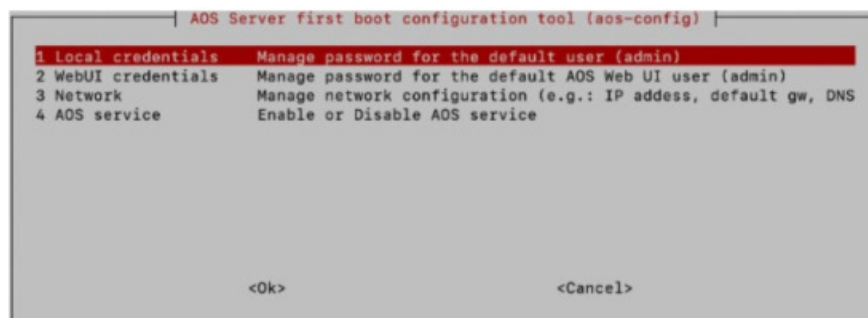 AOS Server first boot configuration tool (aos-config)
1 Local credentials Manage password for the default user (admin)
2 WebUI credentials Manage password for the default AOS Web UI user (admin)
3 Network Manage network configuration (e.g.: IP addess, default gw, DNS
4 AOS service Enable or Disable AOS service
<Ok> <Cancel>